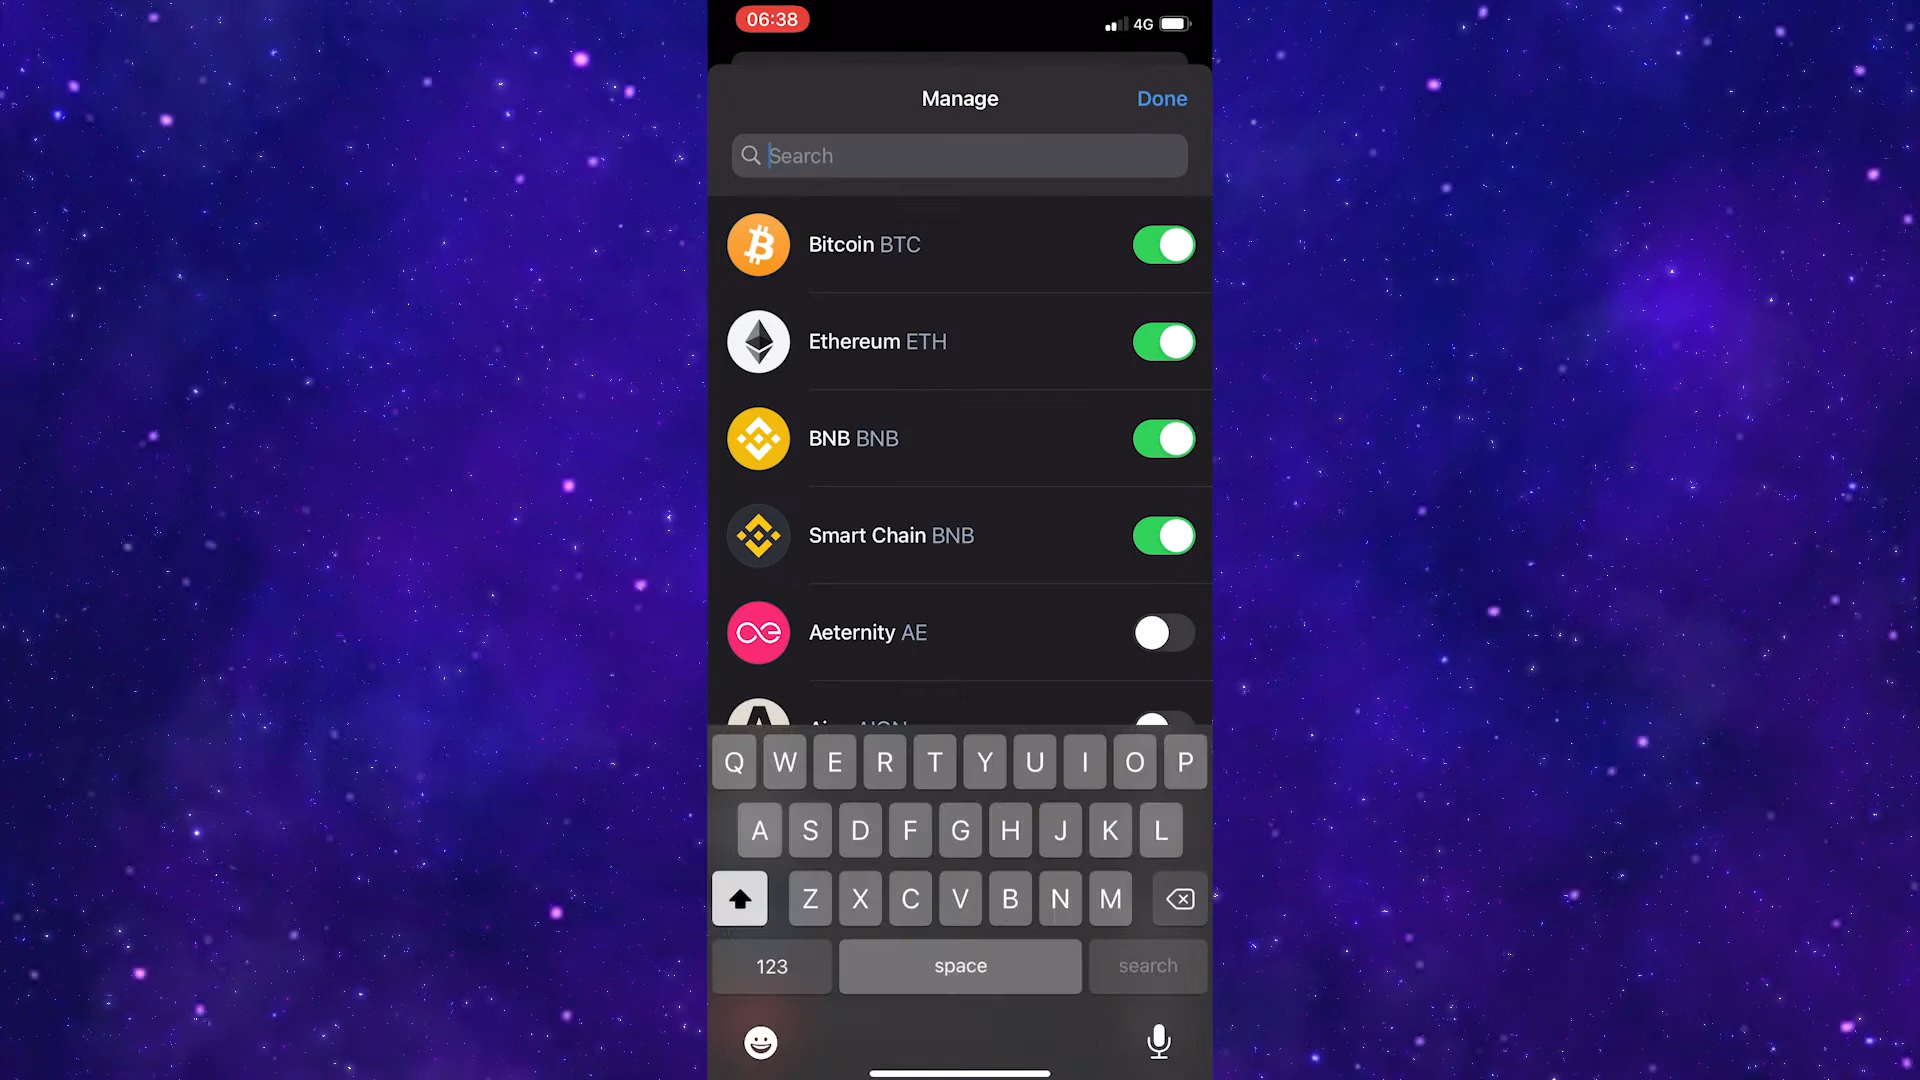 06:38
4G
Manage
Done
Search
Bitcoin BTC
Ethereum ETH
BNB BNB
Smart Chain BNB
Aeternity AE
Q W E R T Y U I O P
A S D F G H J K L
Z X C V B N M
123
space
search